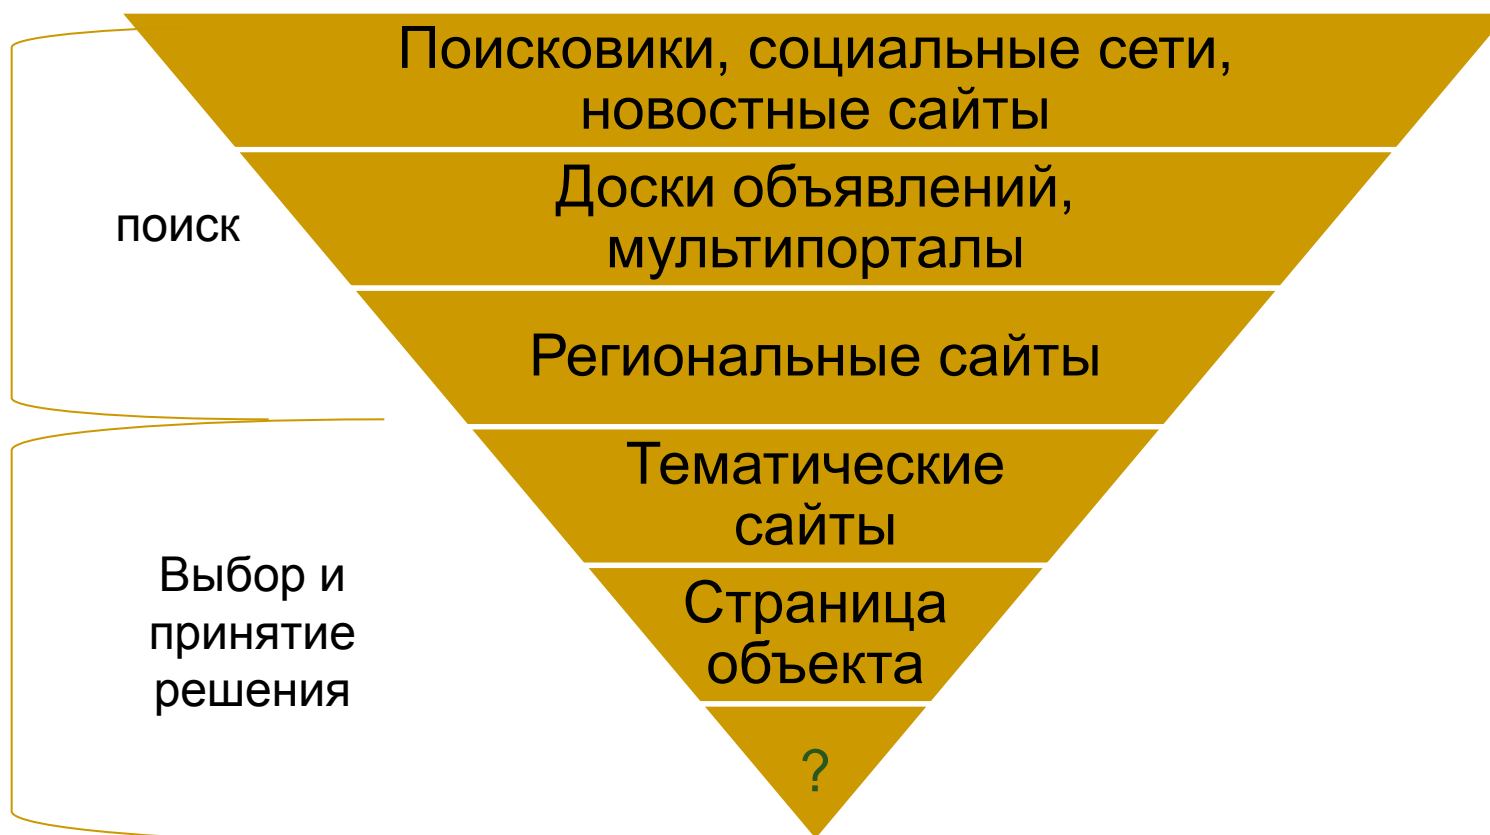 Поисковики, социальные сети,
новостные сайты
Доски объявлений,
мультипорталы
поиск
Региональные сайты
Тематические
сайты
Выбор и
принятие
решения
Страница
объекта
?